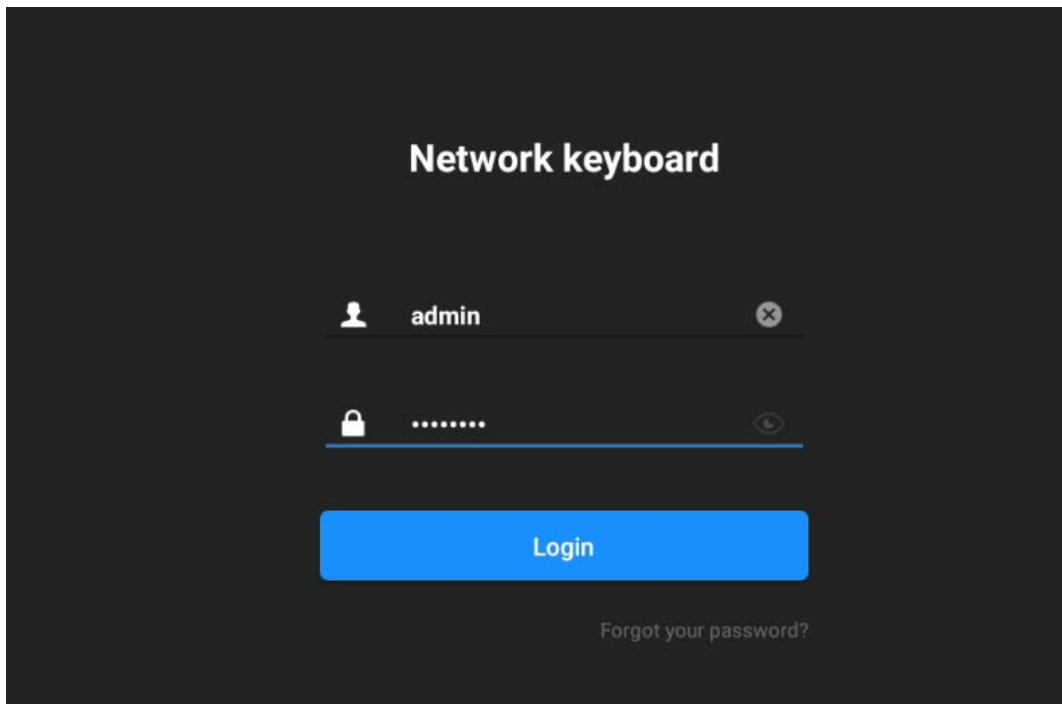 Network keyboard
admin
••••••••
Login
Forgot your password?